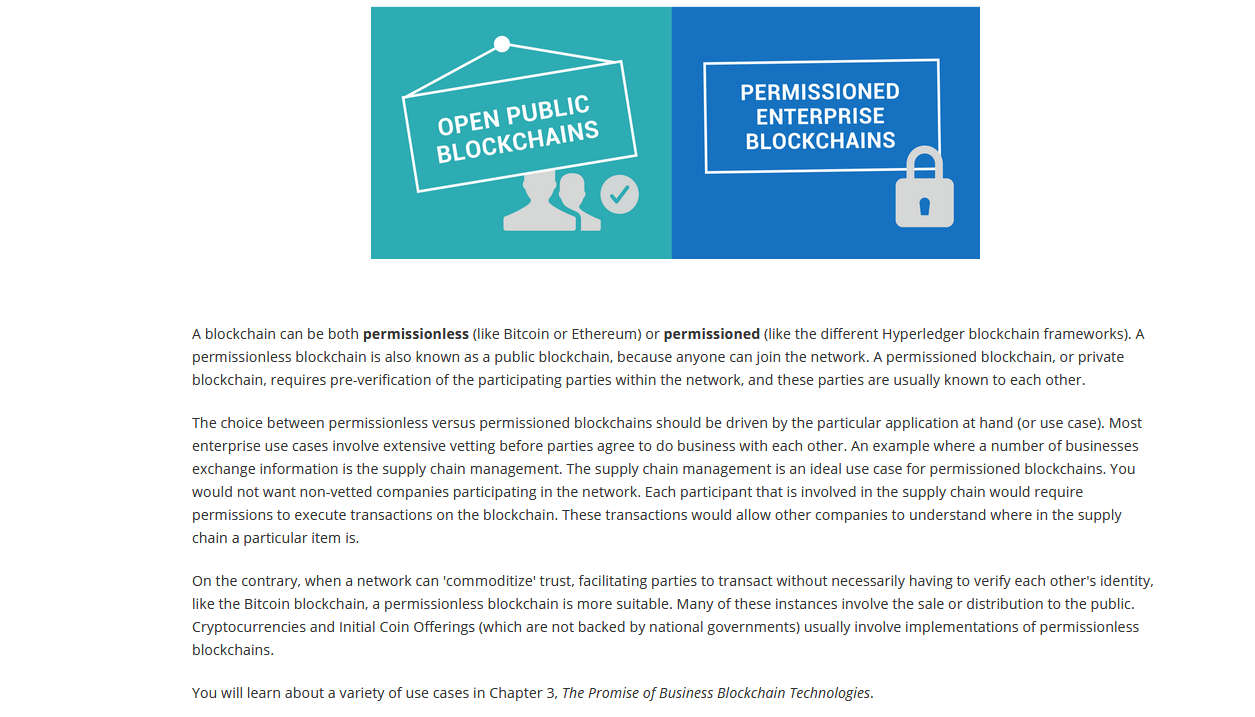 OPEN PUBLIC
BLOCKCHAINS
PERMISSIONED
ENTERPRISE
BLOCKCHAINS
A blockchain can be both permissionless (like Bitcoin or Ethereum) or permissioned (like the different Hyperledger blockchain frameworks). A
permissionless blockchain is also known as a public blockchain, because anyone can join the network. A permissioned blockchain, or private
blockchain, requires pre-verification of the participating parties within the network, and these parties are usually known to each other.
The choice between permissionless versus permissioned blockchains should be driven by the particular application at hand (or use case). Most
enterprise use cases involve extensive vetting before parties agree to do business with each other. An example where a number of businesses
exchange information is the supply chain management. The supply chain management is an ideal use case for permissioned blockchains. You
would not want non-vetted companies participating in the network. Each participant that is involved in the supply chain would require
permissions to execute transactions on the blockchain. These transactions would allow other companies to understand where in the supply
chain a particular item is.
On the contrary, when a network can 'commoditize' trust, facilitating parties to transact without necessarily having to verify each other's identity,
like the Bitcoin blockchain, a permissionless blockchain is more suitable. Many of these instances involve the sale or distribution to the public.
Cryptocurrencies and Initial Coin Offerings (which are not backed by national governments) usually involve implementations of permissionless
blockchains.
You will learn about a variety of use cases in Chapter 3, The Promise of Business Blockchain Technologies.